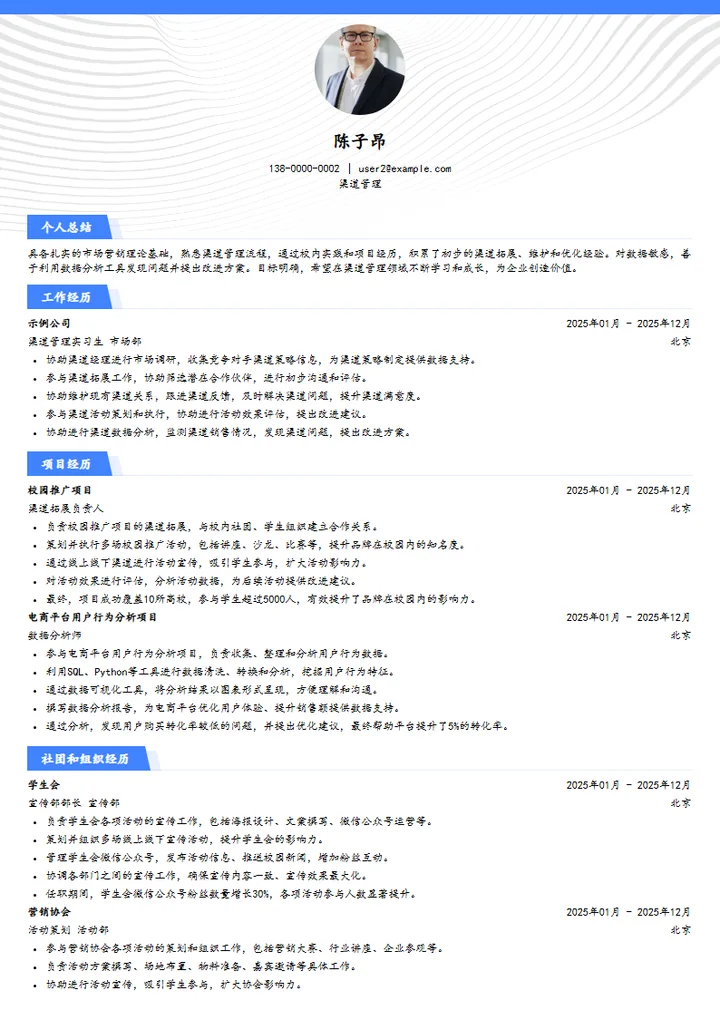 陈子昂
138-0000-0002 | user2@example.com
渠道管理
个人总结
具备扎实的市场营销理论基础，熟悉渠道管理流程，通过校内实践和项目经历，积累了初步的渠道拓展、维护和优化经验。对数据敏感，善
于利用数据分析工具发现问题并提出改进方案。目标明确，希望在渠道管理领域不断学习和成长，为企业创造价值。
工作经历
示例公司 2025年01月 - 2025年12月
渠道管理实习生 市场部 北京
• 协助渠道经理进行市场调研，收集竞争对手渠道策略信息，为渠道策略制定提供数据支持。
• 参与渠道拓展工作，协助筛选潜在合作伙伴，进行初步沟通和评估。
• 协助维护现有渠道关系，跟进渠道反馈，及时解决渠道问题，提升渠道满意度。
• 参与渠道活动策划和执行，协助进行活动效果评估，提出改进建议。
• 协助进行渠道数据分析，监测渠道销售情况，发现渠道问题，提出改进方案。
项目经历
校园推广项目 2025年01月 - 2025年12月
渠道拓展负责人 北京
• 负责校园推广项目的渠道拓展，与校内社团、学生组织建立合作关系。
• 策划并执行多场校园推广活动，包括讲座、沙龙、比赛等，提升品牌在校园内的知名度。
• 通过线上线下渠道进行活动宣传，吸引学生参与，扩大活动影响力。
• 对活动效果进行评估，分析活动数据，为后续活动提供改进建议。
• 最终，项目成功覆盖10所高校，参与学生超过5000人，有效提升了品牌在校园内的影响力。
电商平台用户行为分析项目 2025年01月 - 2025年12月
数据分析师 北京
• 参与电商平台用户行为分析项目，负责收集、整理和分析用户行为数据。
• 利用SQL、Python等工具进行数据清洗、转换和分析，挖掘用户行为特征。
• 通过数据可视化工具，将分析结果以图表形式呈现，方便理解和沟通。
• 撰写数据分析报告，为电商平台优化用户体验、提升销售额提供数据支持。
• 通过分析，发现用户购买转化率较低的问题，并提出优化建议，最终帮助平台提升了5%的转化率。
社团和组织经历
学生会 2025年01月 - 2025年12月
宣传部部长 宣传部 北京
• 负责学生会各项活动的宣传工作，包括海报设计、文案撰写、微信公众号运营等。
• 策划并组织多场线上线下宣传活动，提升学生会的影响力。
• 管理学生会微信公众号，发布活动信息、推送校园新闻，增加粉丝互动。
• 协调各部门之间的宣传工作，确保宣传内容一致、宣传效果最大化。
• 任职期间，学生会微信公众号粉丝数量增长30%，各项活动参与人数显著提升。
营销协会 2025年01月 - 2025年12月
活动策划 活动部 北京
• 参与营销协会各项活动的策划和组织工作，包括营销大赛、行业讲座、企业参观等。
• 负责活动方案撰写、场地布置、物料准备、嘉宾邀请等具体工作。
• 协助进行活动宣传，吸引学生参与，扩大协会影响力。